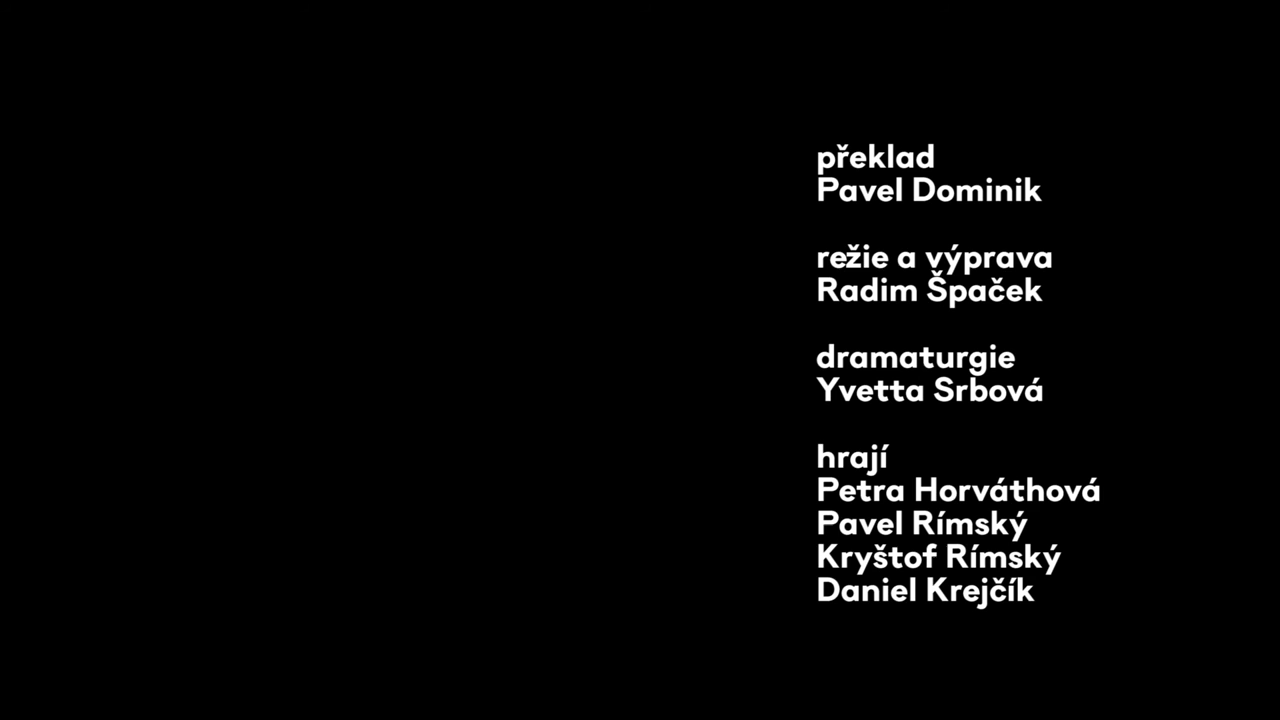 překlad
Pavel Dominik
režie a výprava
Radim Špaček
dramaturgie
Yvetta Srbová
hrají
Petra Horváthová
Pavel Rímský
Kryštof Rímský
Daniel Krejčík